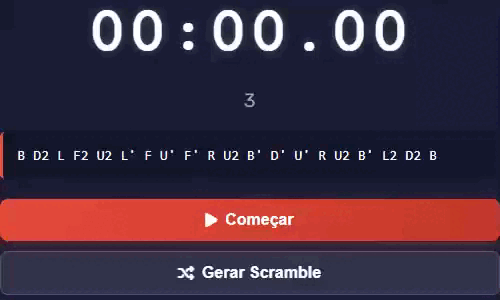 00:00.00
3
B D2 L F2 U2 L' F U' F' R U2 B' D' U' R U2 B' L2 D2 B
Começar
Gerar Scramble